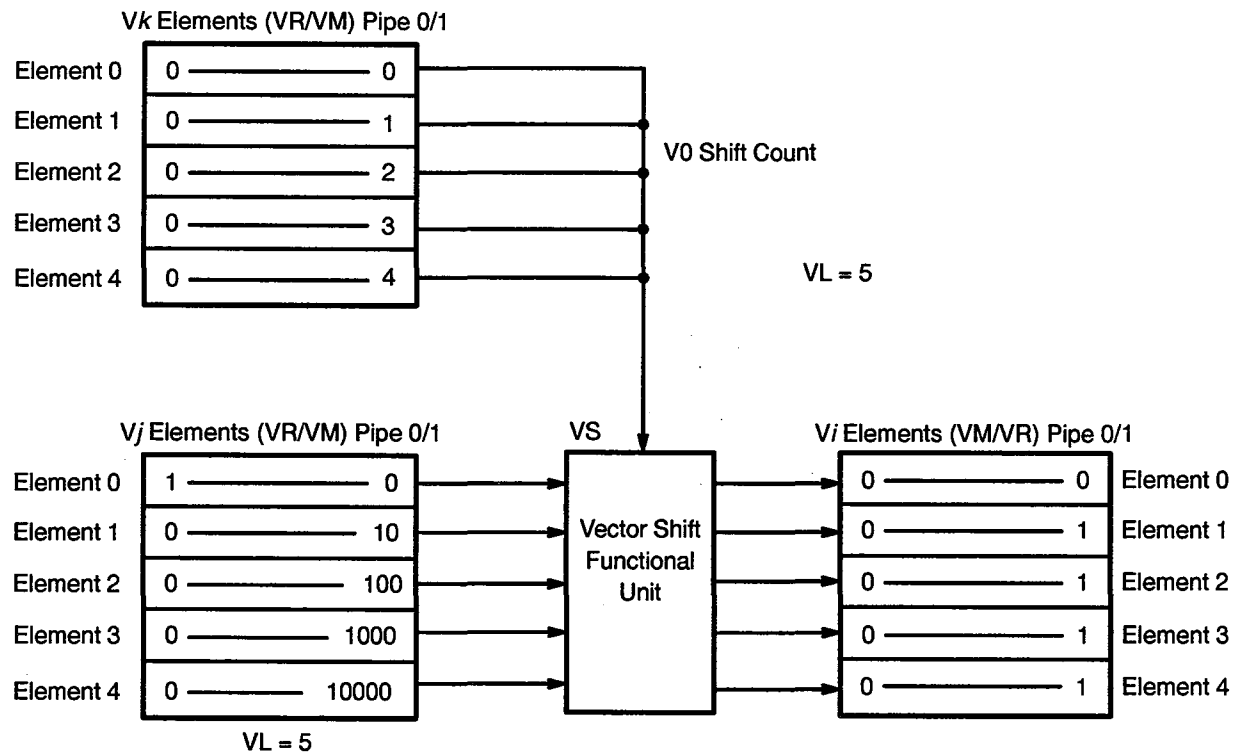 Vk Elements (VR/VM) Pipe 0/1
Element 0 0 0
Element 1 0 1
Element 2 0 2
Element 3 0 3
Element 4 0 4
V0 Shift Count
VL = 5
Vj Elements (VR/VM) Pipe 0/1
Element 0 1 0
Element 1 0 10
Element 2 0 100
Element 3 0 1000
Element 4 0 10000
VL = 5
VS
Vector Shift
Functional
Unit
Vi Elements (VM/VR) Pipe 0/1
0 0 Element 0
0 1 Element 1
0 1 Element 2
0 1 Element 3
0 1 Element 4